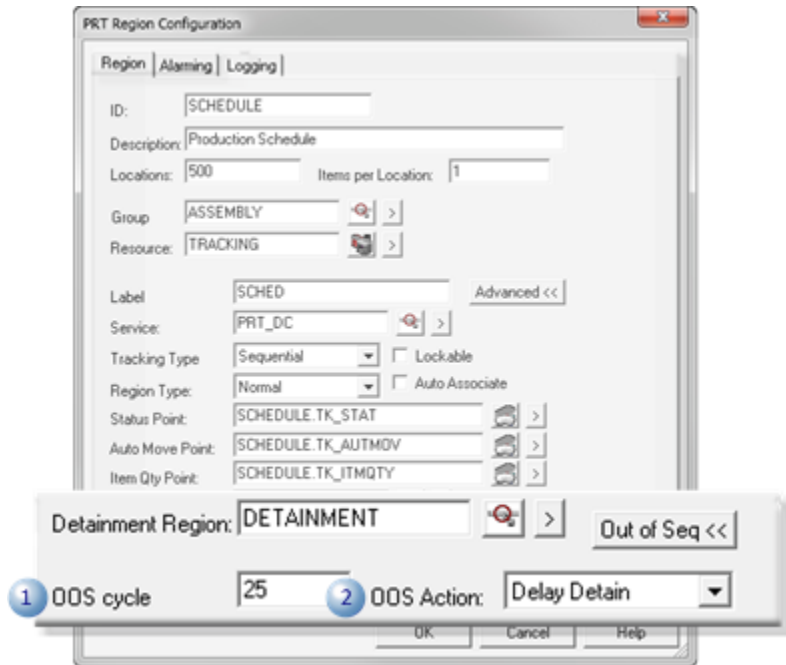 PRT Region Configuration
Region Alarming Logging
ID: SCHEDULE
Description: Production Schedule
Locations: 500 Items per Location: 1
Group ASSEMBLY >
Resource: TRACKING >
Label SCHED Advanced <<
Service: PRT_DC >
Tracking Type Sequential Lockable
Region Type: Normal Auto Associate
Status Point: SCHEDULE.TK_STAT >
Auto Move Point: SCHEDULE.TK_AUTMOV >
Item Qty Point: SCHEDULE.TK_ITMQTY >
Detainment Region: DETAINMENT > Out of Seq <<
1 OOS cycle 25 2 OOS Action: Delay Detain
OK Cancel Help